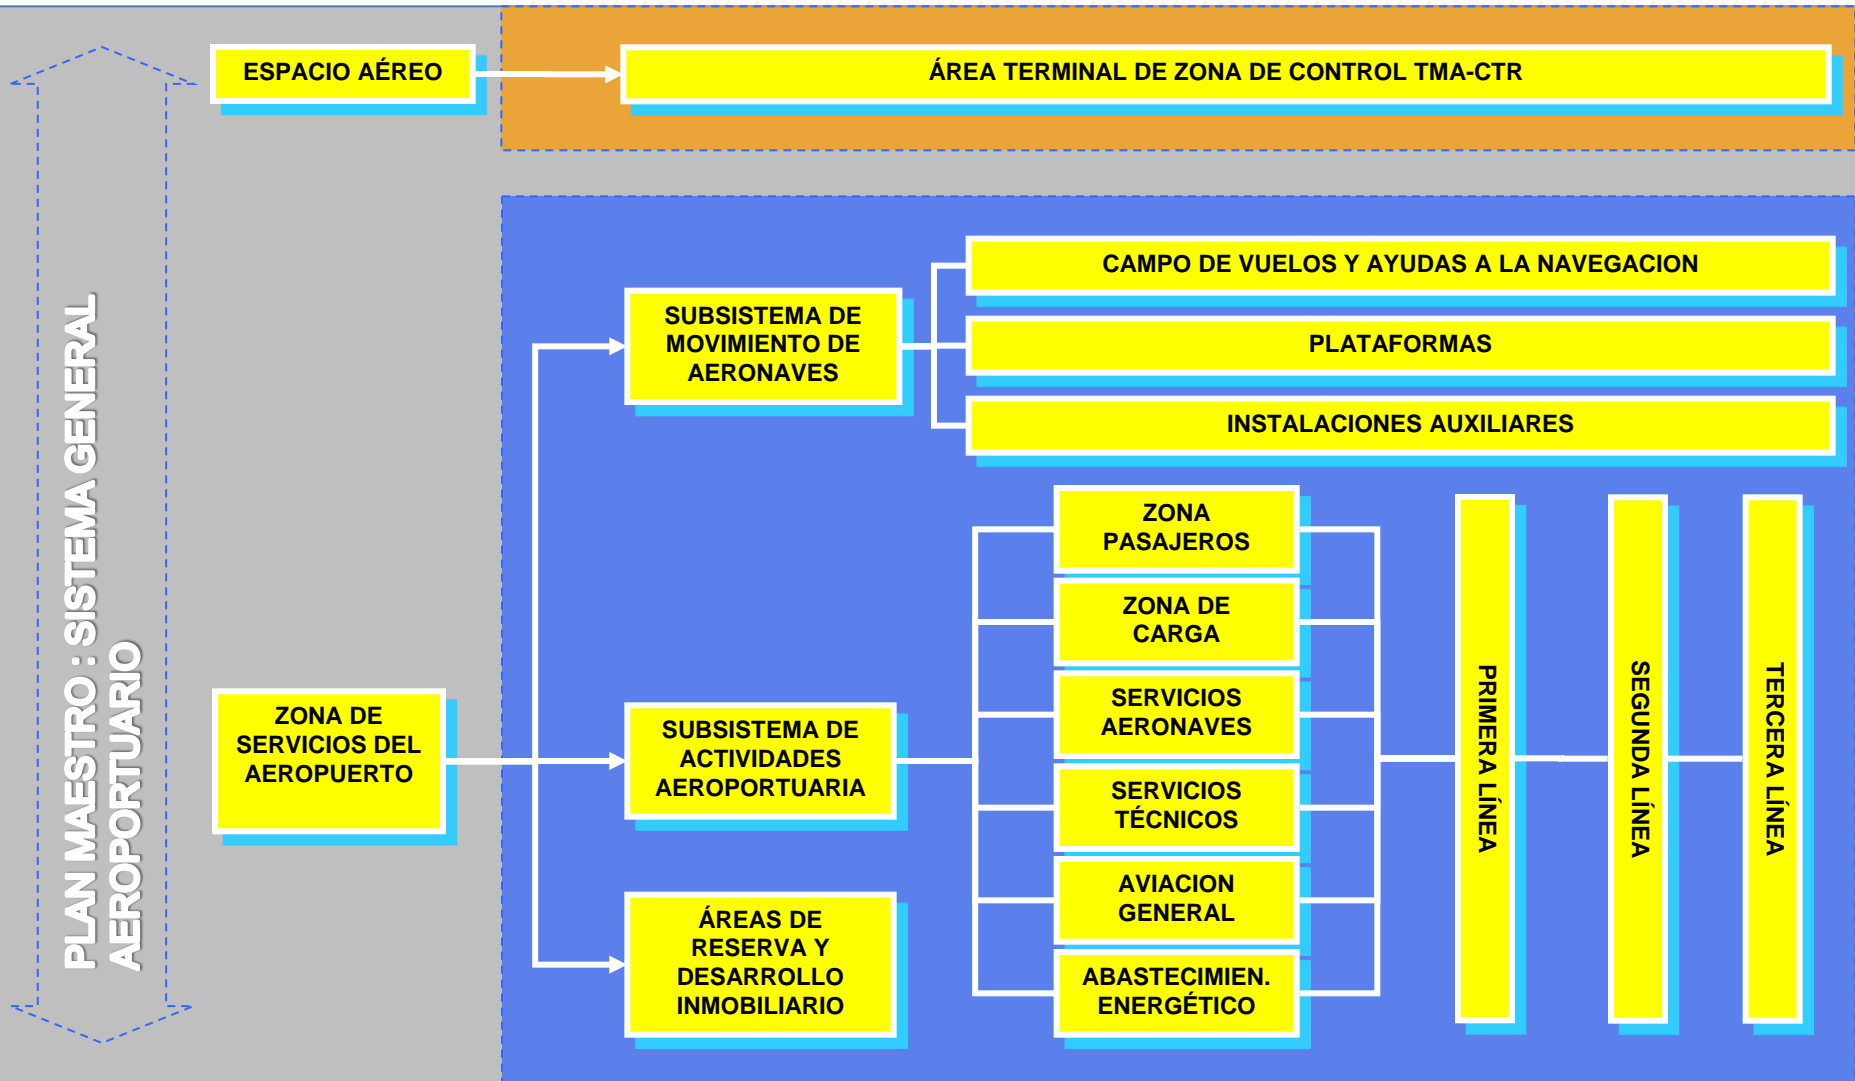 PLAN MAESTRO : SISTEMA GENERAL
AEROPORTUARIO
ESPACIO AÉREO
ÁREA TERMINAL DE ZONA DE CONTROL TMA-CTR
ZONA DE
SERVICIOS DEL
AEROPUERTO
SUBSISTEMA DE
MOVIMIENTO DE
AERONAVES
CAMPO DE VUELOS Y AYUDAS A LA NAVEGACION
PLATAFORMAS
INSTALACIONES AUXILIARES
SUBSISTEMA DE
ACTIVIDADES
AEROPORTUARIA
ZONA
PASAJEROS
ZONA DE
CARGA
SERVICIOS
AERONAVES
SERVICIOS
TÉCNICOS
AVIACION
GENERAL
ABASTECIMIEN.
ENERGÉTICO
PRIMERA LÍNEA
SEGUNDA LÍNEA
TERCERA LÍNEA
ÁREAS DE
RESERVA Y
DESARROLLO
INMOBILIARIO